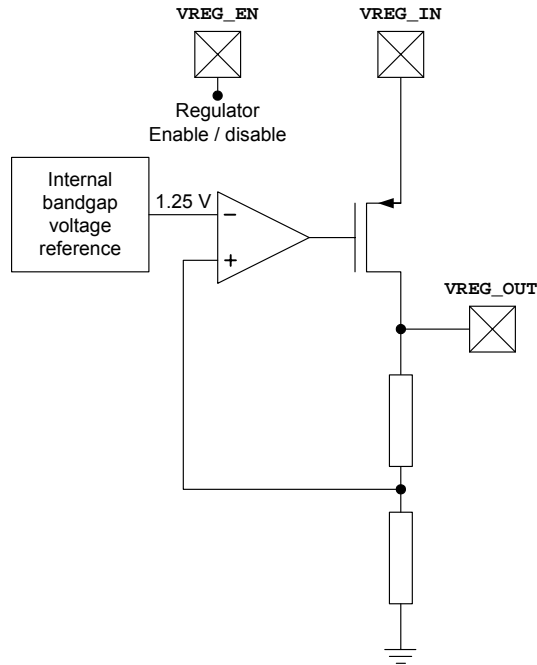 VREG_EN
VREG_IN
Regulator
Enable / disable
Internal
bandgap
voltage
reference
1.25 V
−
+
VREG_OUT